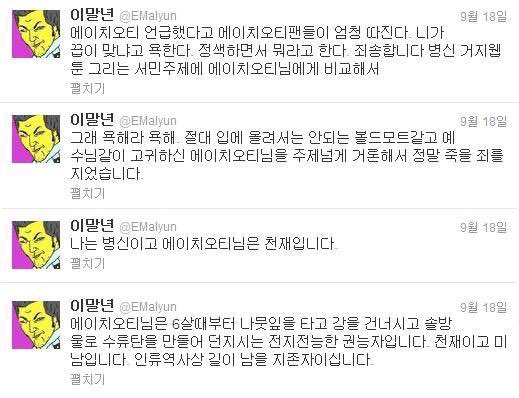 이말년 @EMalyun 9월 18일
에이치오티 언급했다고 에이치오티팬들이 엄청 따진다. 니가
끕이 맞냐고 욕한다. 정색하면서 뭐라고 한다. 죄송합니다 병신 거지웹
툰 그리는 서민주제에 에이치오티님에게 비교해서
펼치기
이말년 @EMalyun 9월 18일
그래 욕해라 욕해. 절대 입에 올려서는 안되는 볼드모트같고 예
수님같이 고귀하신 에이치오티님을 주제넘게 거론해서 정말 죽을 죄를
지었습니다.
펼치기
이말년 @EMalyun 9월 18일
나는 병신이고 에이치오티님은 천재입니다.
펼치기
이말년 @EMalyun 9월 18일
에이치오티님은 6살때부터 나뭇잎을 타고 강을 건너시고 솔방
울로 수류탄을 만들어 던지시는 전지전능한 권능자입니다. 천재이고 미
남입니다. 인류역사상 길이 남을 지존자이십니다.
펼치기